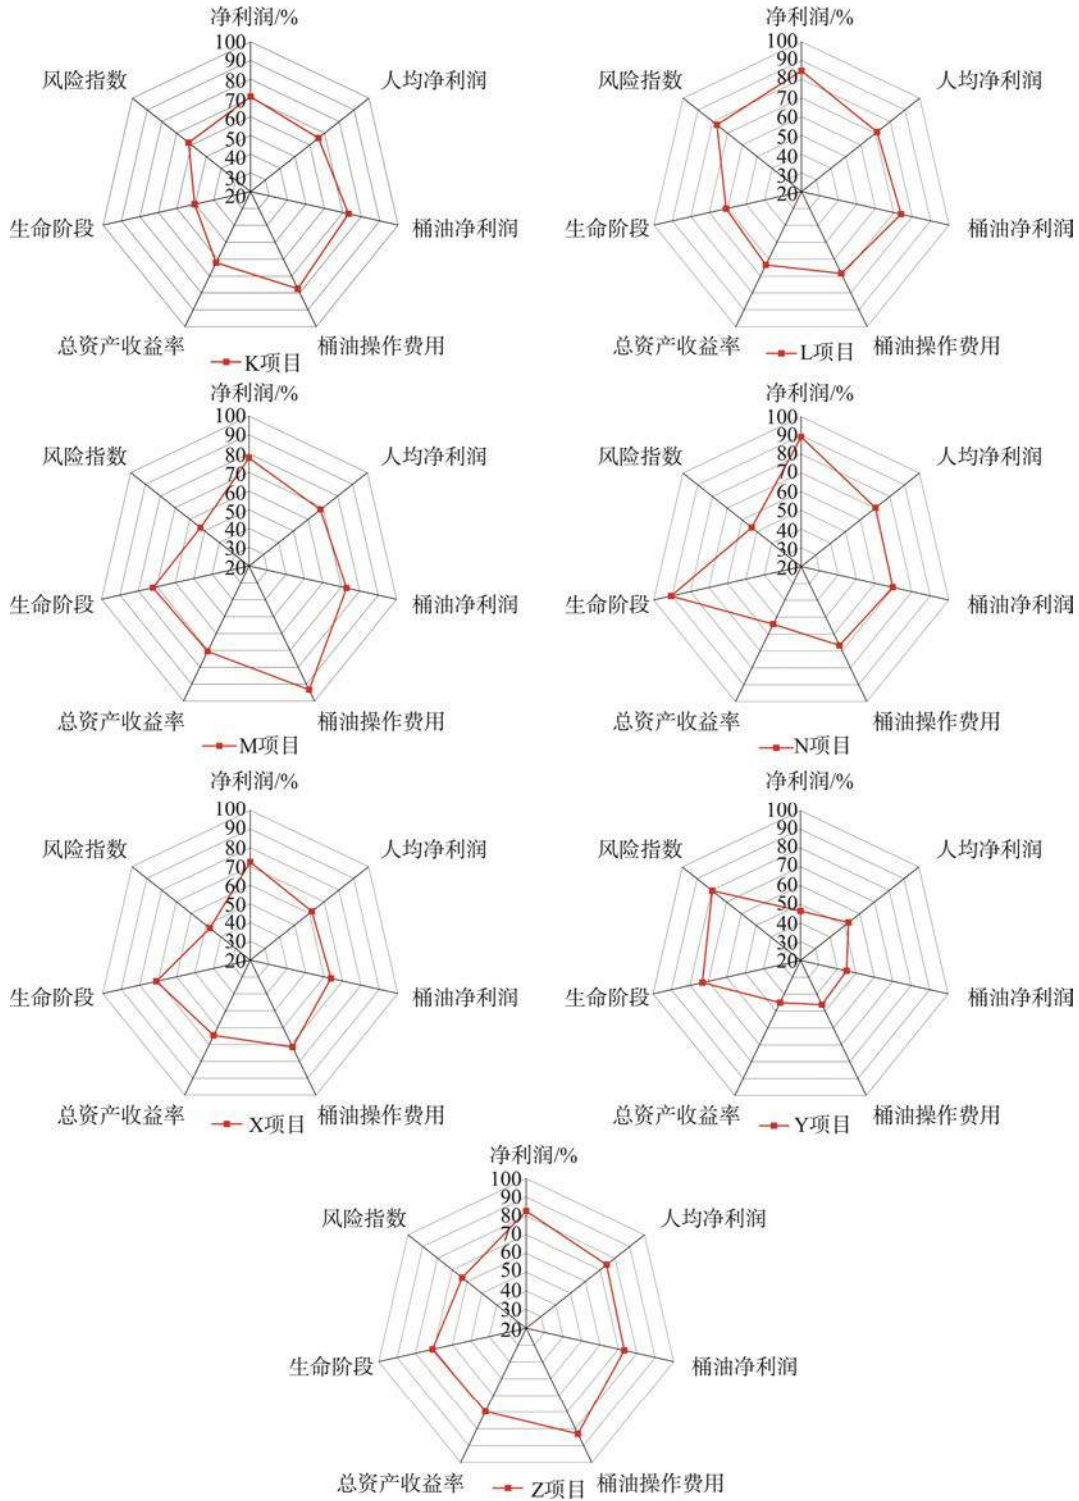 净利润/%
100
90
80
70
60
50
40
30
20
人均净利润
桶油净利润
桶油操作费用
总资产收益率
生命阶段
风险指数
K项目
净利润/%
100
90
80
70
60
50
40
30
20
人均净利润
桶油净利润
桶油操作费用
总资产收益率
生命阶段
风险指数
L项目
净利润/%
100
90
80
70
60
50
40
30
20
人均净利润
桶油净利润
桶油操作费用
总资产收益率
生命阶段
风险指数
M项目
净利润/%
100
90
80
70
60
50
40
30
20
人均净利润
桶油净利润
桶油操作费用
总资产收益率
生命阶段
风险指数
N项目
净利润/%
100
90
80
70
60
50
40
30
20
人均净利润
桶油净利润
桶油操作费用
总资产收益率
生命阶段
风险指数
X项目
净利润/%
100
90
80
70
60
50
40
30
20
人均净利润
桶油净利润
桶油操作费用
总资产收益率
生命阶段
风险指数
Y项目
净利润/%
100
90
80
70
60
50
40
30
20
人均净利润
桶油净利润
桶油操作费用
总资产收益率
生命阶段
风险指数
Z项目